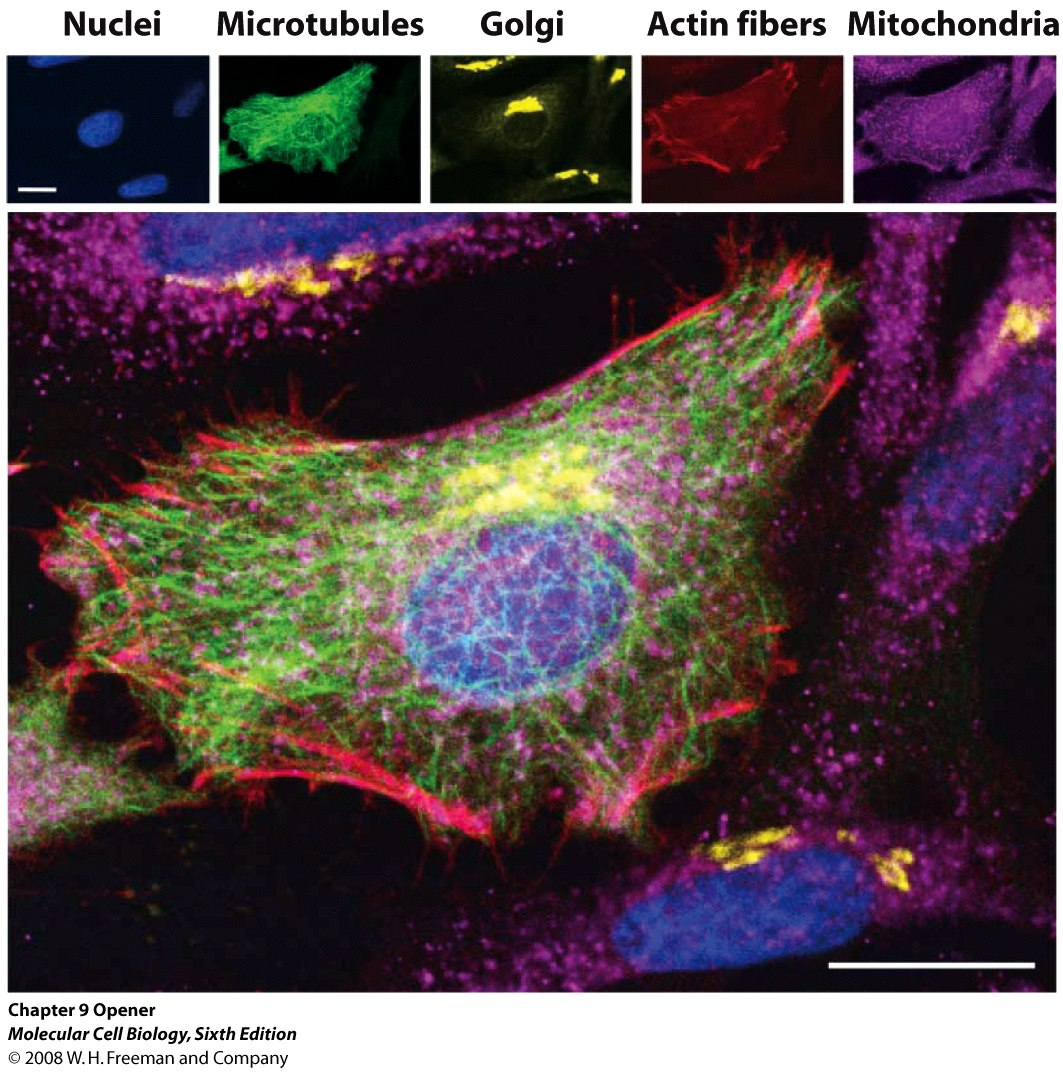 Nuclei Microtubules Golgi Actin fibers Mitochondria
Chapter 9 Opener
Molecular Cell Biology, Sixth Edition
© 2008 W. H. Freeman and Company